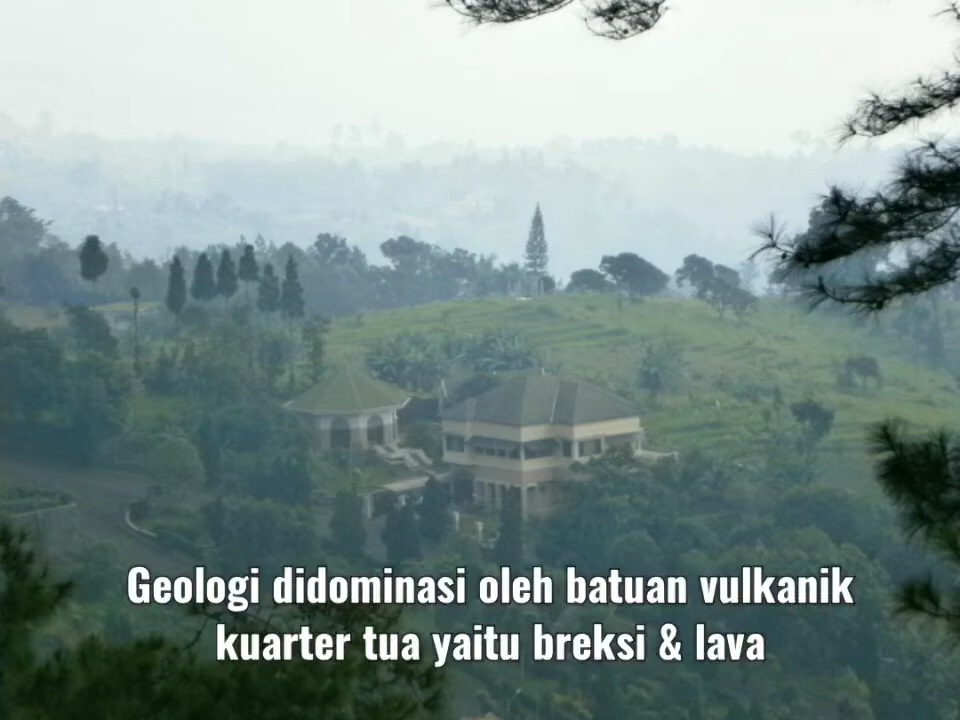 Geologi didominasi oleh batuan vulkanik
kuarter tua yaitu breksi & lava